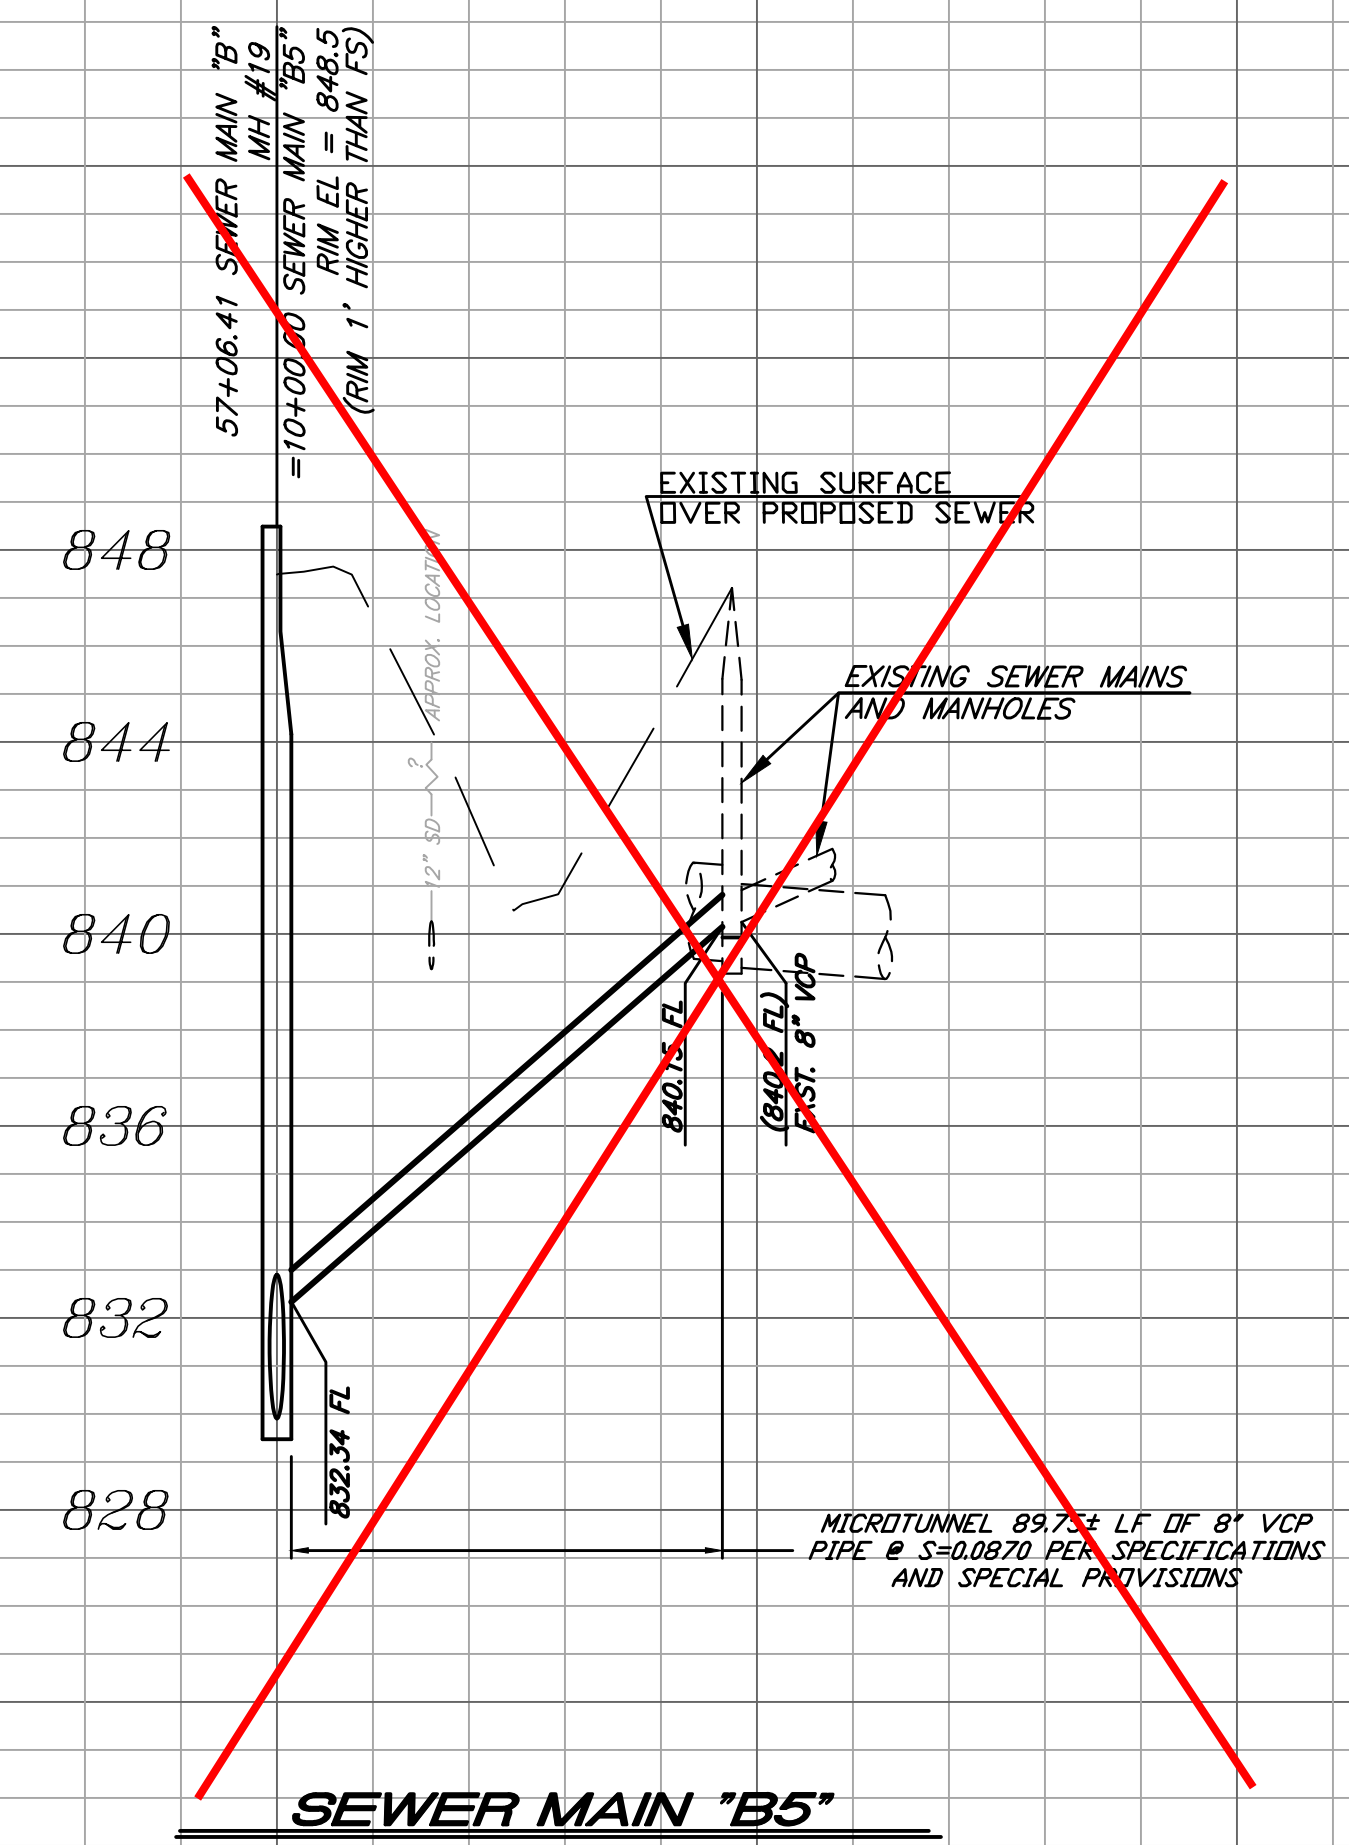 57+06.41 SEWER MAIN "B"
MH #19
=10+00.00 SEWER MAIN "B5"
RIM EL = 848.5
(RIM 1' HIGHER THAN FS)
EXISTING SURFACE
OVER PROPOSED SEWER
848
12" SD ? APPROX. LOCATION
EXISTING SEWER MAINS
AND MANHOLES
844
840
840.15 FL
(840.2 FL)
EXST. 8" VCP
836
832
832.34 FL
828
MICROTUNNEL 89.75± LF OF 8" VCP
PIPE @ S=0.0870 PER SPECIFICATIONS
AND SPECIAL PROVISIONS
SEWER MAIN "B5"